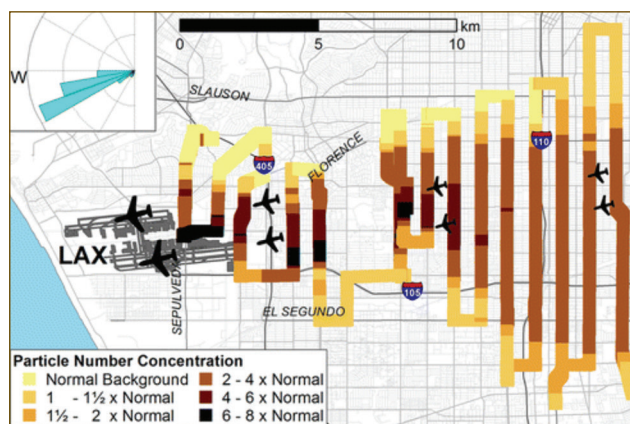 W
0 5 10
km
SLAUSON
405
FLORENCE
110
LAX
SEPULVEDA
105
EL SEGUNDO
Particle Number Concentration
Normal Background
1 - 1½ x Normal
1½- 2 x Normal
2 - 4 x Normal
4 - 6 x Normal
6 - 8 x Normal